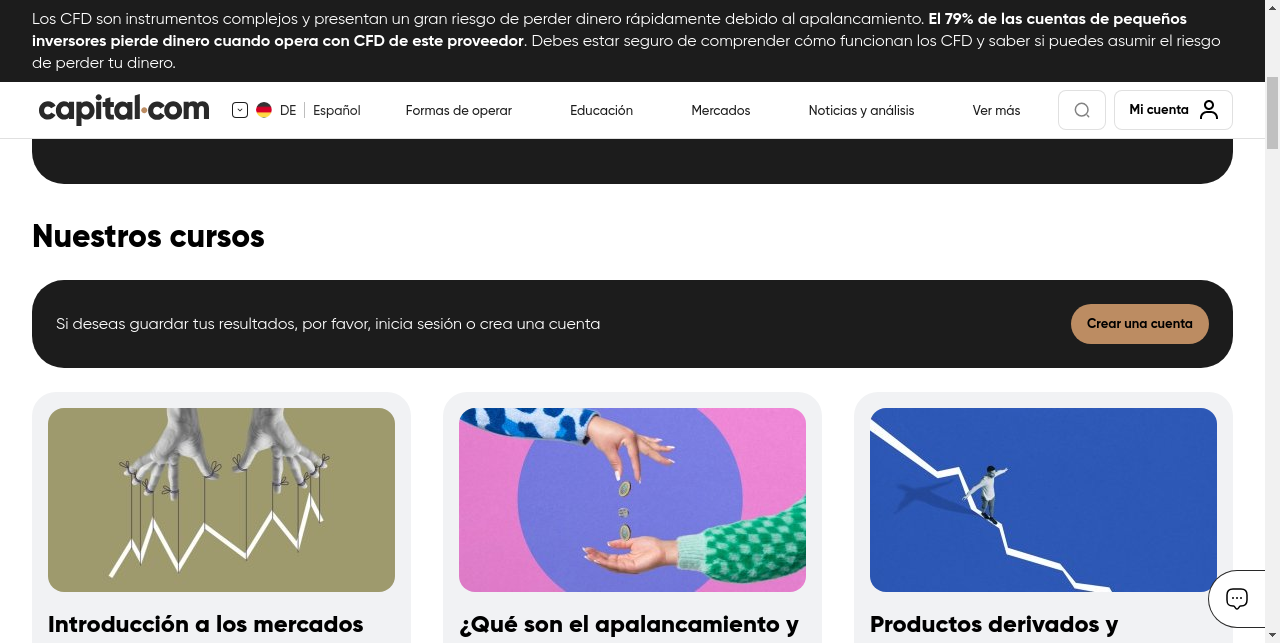 Los CFD son instrumentos complejos y presentan un gran riesgo de perder dinero rápidamente debido al apalancamiento. El 79% de las cuentas de pequeños
inversores pierde dinero cuando opera con CFD de este proveedor. Debes estar seguro de comprender cómo funcionan los CFD y saber si puedes asumir el riesgo
de perder tu dinero.
capital.com DE Español Formas de operar Educación Mercados Noticias y análisis Ver más Mi cuenta
Nuestros cursos
Si deseas guardar tus resultados, por favor, inicia sesión o crea una cuenta Crear una cuenta
Introducción a los mercados
¿Qué son el apalancamiento y
Productos derivados y